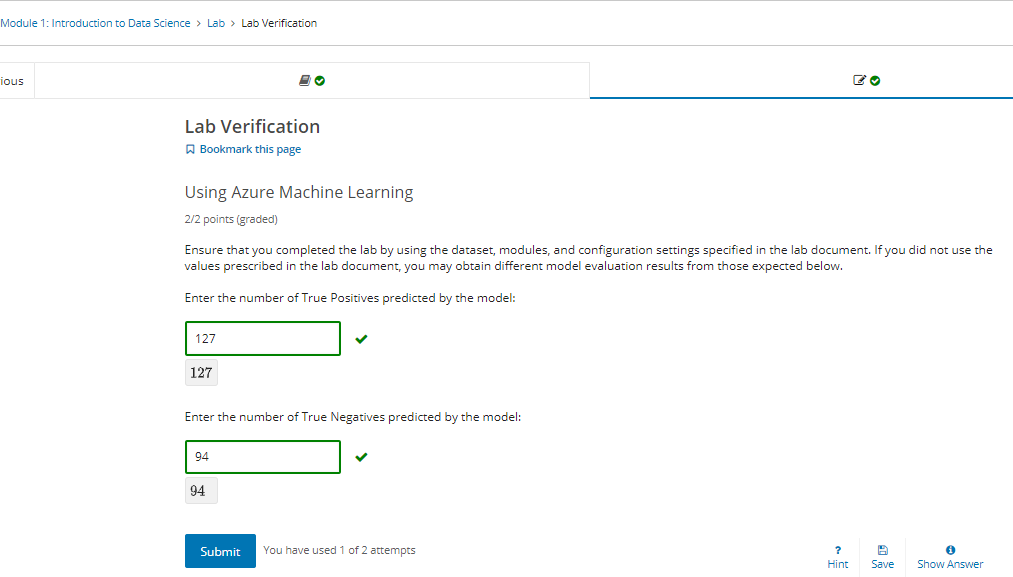 Module 1: Introduction to Data Science > Lab > Lab Verification
ious
Lab Verification
Bookmark this page
Using Azure Machine Learning
2/2 points (graded)
Ensure that you completed the lab by using the dataset, modules, and configuration settings specified in the lab document. If you did not use the
values prescribed in the lab document, you may obtain different model evaluation results from those expected below.
Enter the number of True Positives predicted by the model:
127
127
Enter the number of True Negatives predicted by the model:
94
94
Submit You have used 1 of 2 attempts
? Hint Save Show Answer